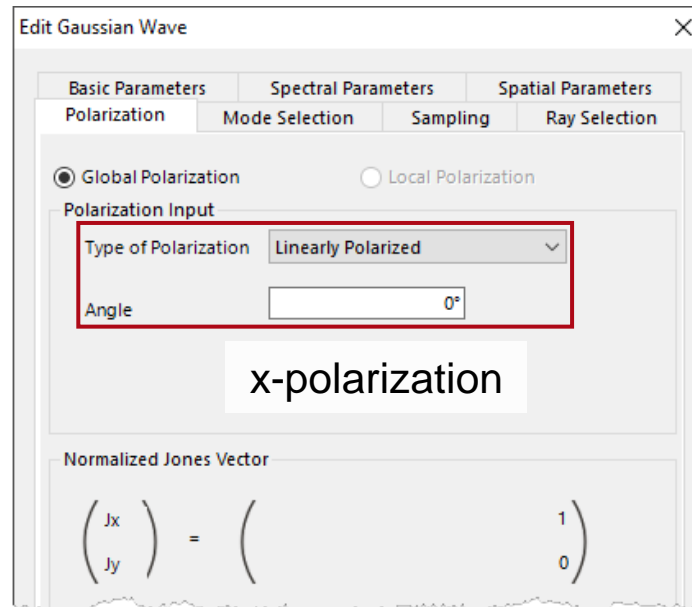 Edit Gaussian Wave
Basic Parameters Spectral Parameters Spatial Parameters
Polarization Mode Selection Sampling Ray Selection
Global Polarization Local Polarization
Polarization Input
Type of Polarization Linearly Polarized
Angle 0°
x-polarization
Normalized Jones Vector
Jx 1
=
Jy 0